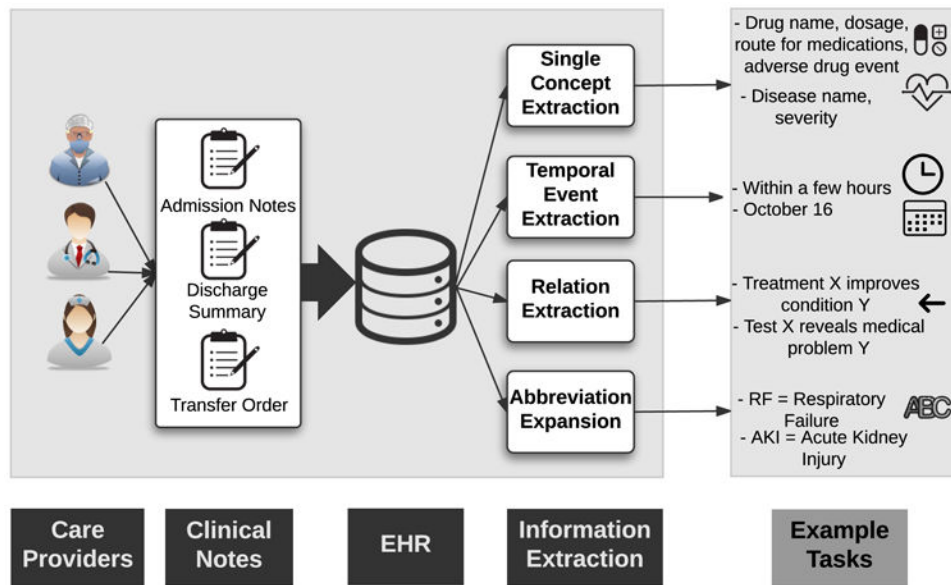 Admission Notes
Discharge
Summary
Transfer Order
Single
Concept
Extraction
Temporal
Event
Extraction
Relation
Extraction
Abbreviation
Expansion
- Drug name, dosage,
route for medications,
adverse drug event
- Disease name,
severity
- Within a few hours
- October 16
- Treatment X improves
condition Y
- Test X reveals medical
problem Y
- RF = Respiratory
Failure
- AKI = Acute Kidney
Injury
ABC
Care
Providers
Clinical
Notes
EHR
Information
Extraction
Example
Tasks